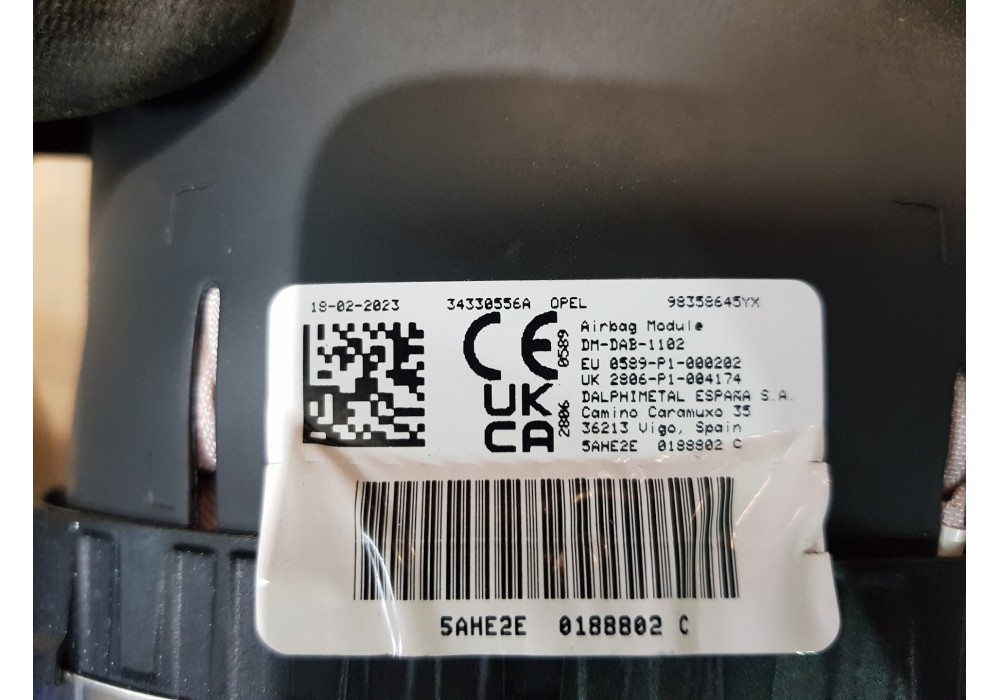 18-02-2023 34330556A OPEL 98358645YX
CE 0589
UK
CA 2806
Airbag Module
DM-DAB-1102
EU 0589-P1-000202
UK 2806-P1-004174
DALPHIMETAL ESPAÑA S.A.
Camino Caramuxo 35
36213 Vigo, Spain
5AHE2E 0188802 C
5AHE2E 0188802 C